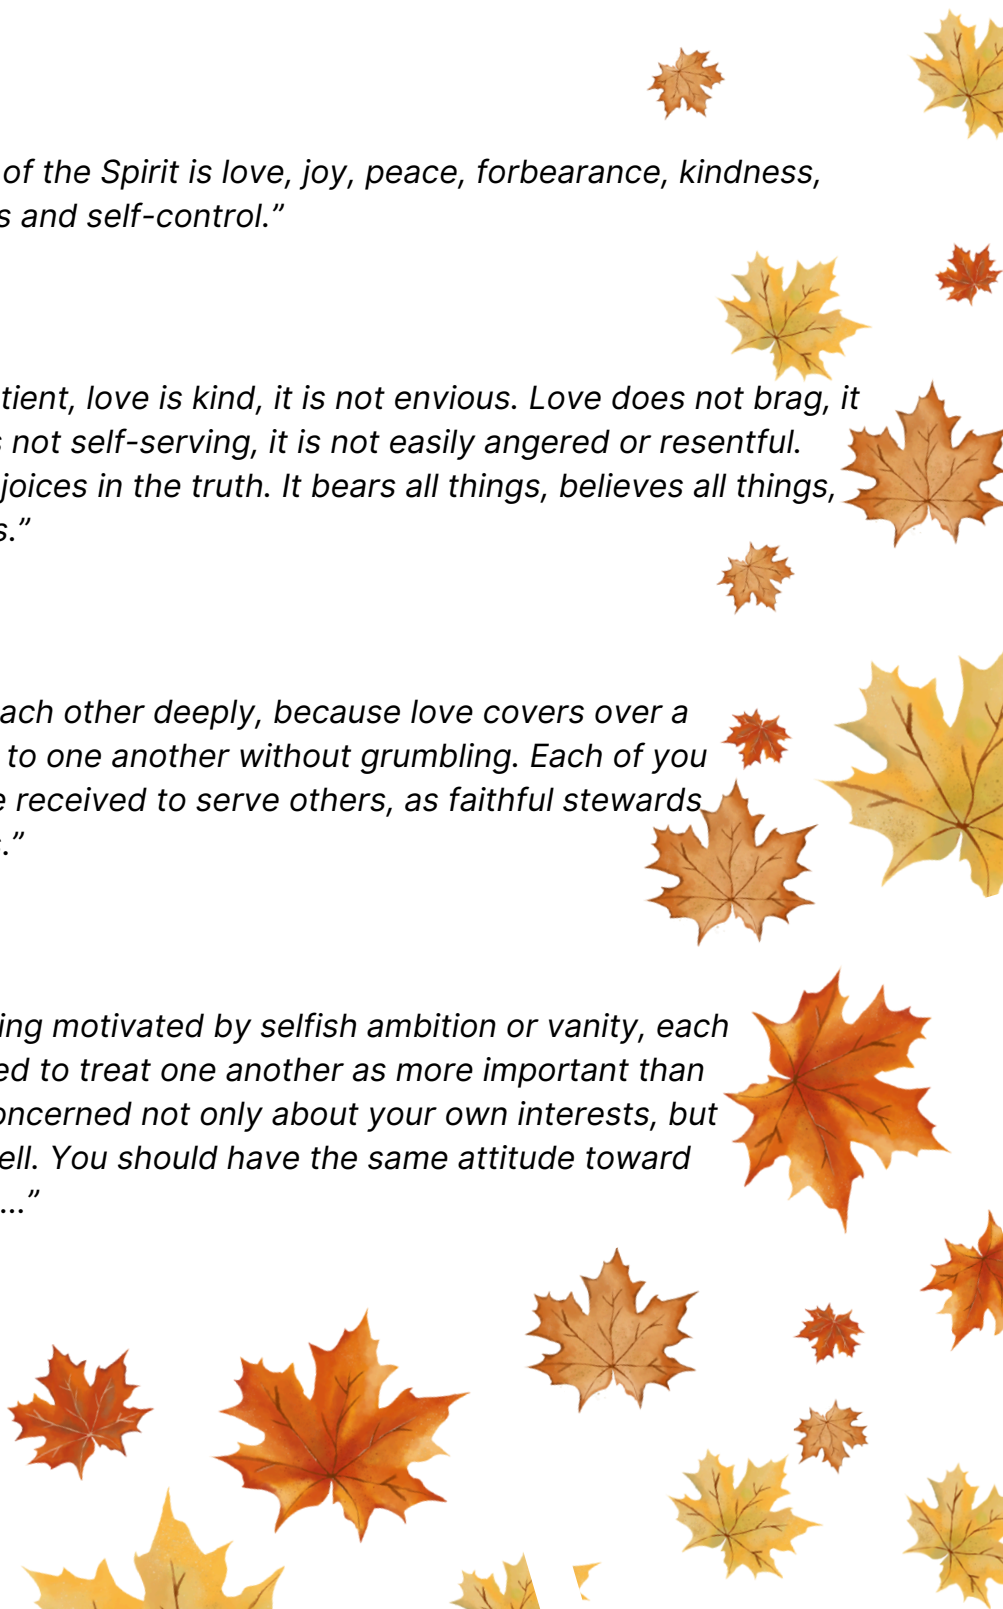 of the Spirit is love, joy, peace, forbearance, kindness,
s and self-control.”
tient, love is kind, it is not envious. Love does not brag, it
s not self-serving, it is not easily angered or resentful.
joices in the truth. It bears all things, believes all things,
s.”
ach other deeply, because love covers over a
to one another without grumbling. Each of you
e received to serve others, as faithful stewards
.”
ing motivated by selfish ambition or vanity, each
ed to treat one another as more important than
oncerned not only about your own interests, but
ell. You should have the same attitude toward
...”